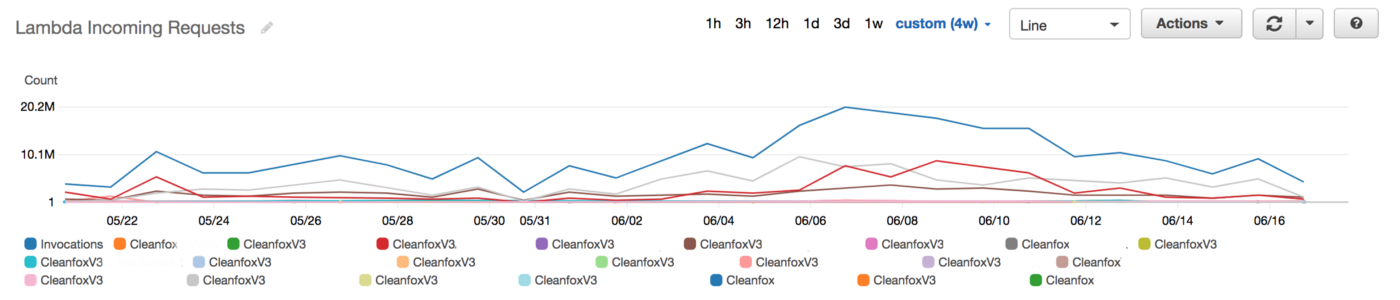 Lambda Incoming Requests 1h 3h 12h 1d 3d 1w custom (4w) Line Actions
Count
20.2M
10.1M
1
05/22 05/24 05/26 05/28 05/30 05/31 06/02 06/04 06/06 06/08 06/10 06/12 06/14 06/16
Invocations Cleanfox CleanfoxV3 CleanfoxV3 CleanfoxV3 CleanfoxV3 CleanfoxV3 Cleanfox CleanfoxV3
CleanfoxV3 CleanfoxV3 CleanfoxV3 CleanfoxV3 CleanfoxV3 CleanfoxV3 Cleanfox
CleanfoxV3 CleanfoxV3 CleanfoxV3 CleanfoxV3 Cleanfox CleanfoxV3 Cleanfox